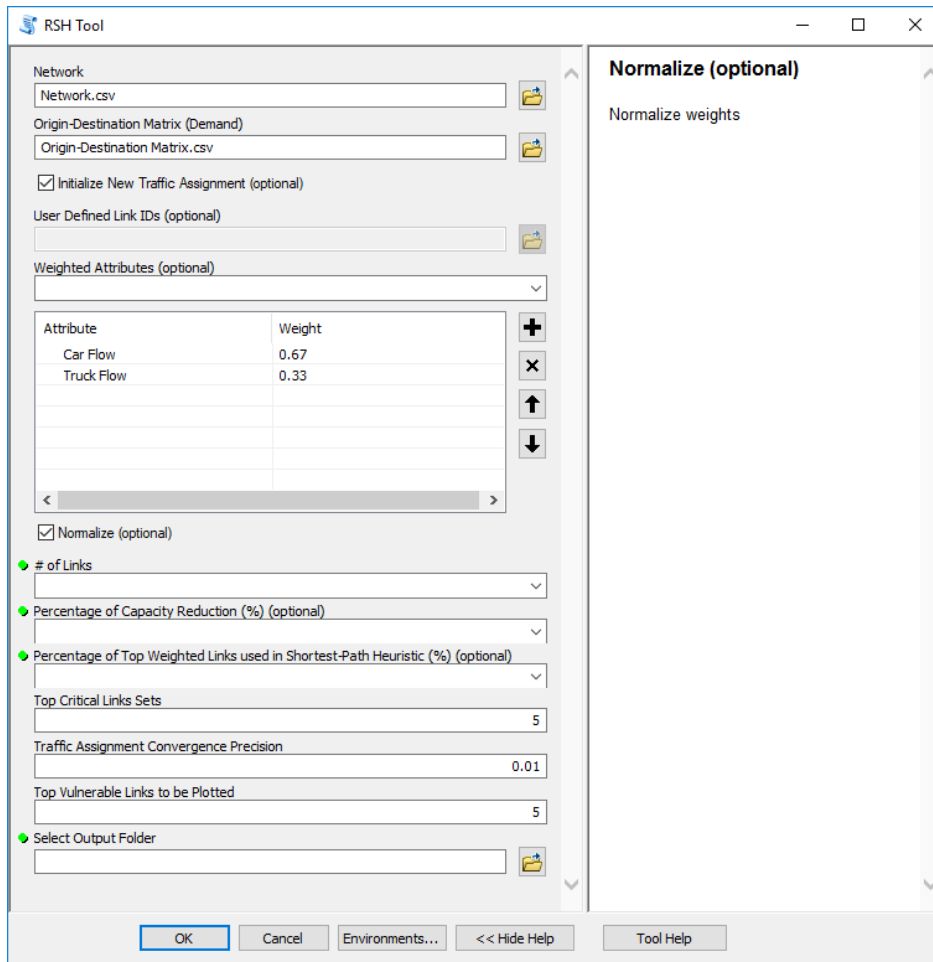 RSH Tool
Network
Network.csv
Origin-Destination Matrix (Demand)
Origin-Destination Matrix.csv
Initialize New Traffic Assignment (optional)
User Defined Link IDs (optional)
Weighted Attributes (optional)
Attribute Weight
Car Flow 0.67
Truck Flow 0.33
Normalize (optional)
# of Links
Percentage of Capacity Reduction (%) (optional)
Percentage of Top Weighted Links used in Shortest-Path Heuristic (%) (optional)
Top Critical Links Sets
5
Traffic Assignment Convergence Precision
0.01
Top Vulnerable Links to be Plotted
5
Select Output Folder
Normalize (optional)
Normalize weights
OK Cancel Environments... << Hide Help Tool Help